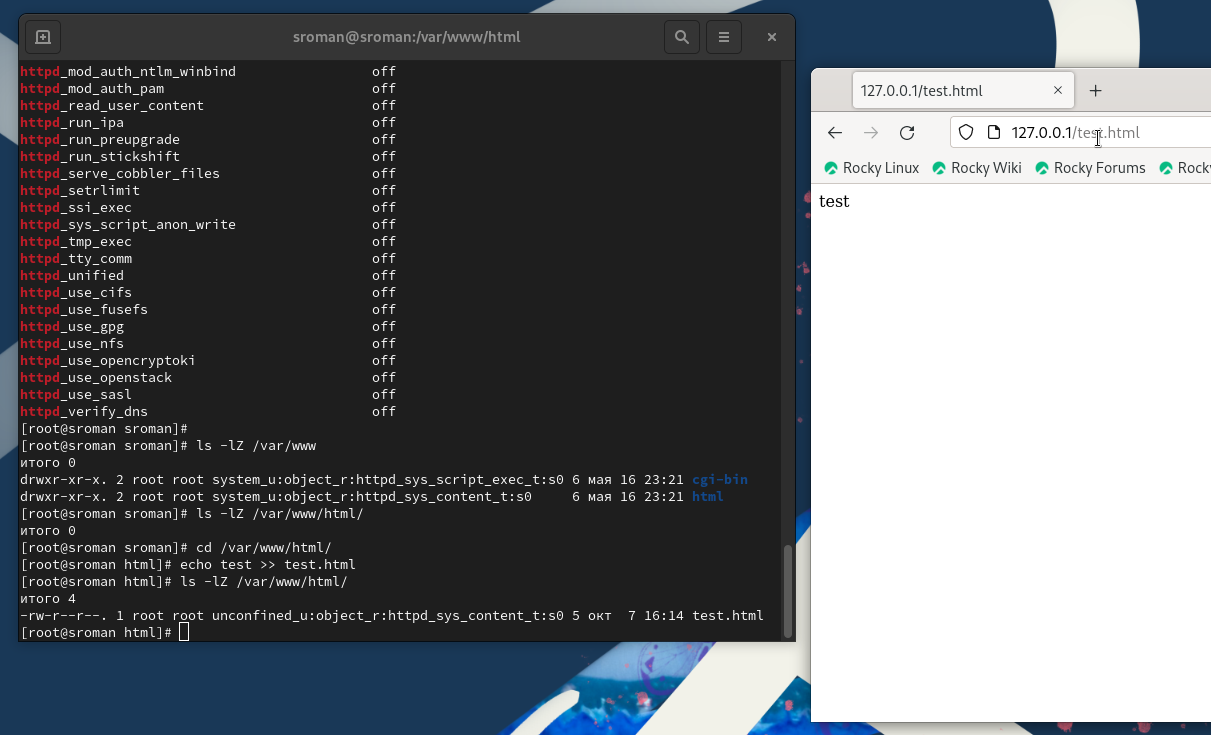 sroman@sroman:/var/www/html
httpd_mod_auth_ntlm_winbind off
httpd_mod_auth_pam off
httpd_read_user_content off
httpd_run_ipa off
httpd_run_preupgrade off
httpd_run_stickshift off
httpd_serve_cobbler_files off
httpd_setrlimit off
httpd_ssi_exec off
httpd_sys_script_anon_write off
httpd_tmp_exec off
httpd_tty_comm off
httpd_unified off
httpd_use_cifs off
httpd_use_fusefs off
httpd_use_gpg off
httpd_use_nfs off
httpd_use_opencryptoki off
httpd_use_openstack off
httpd_use_sasl off
httpd_verify_dns off
[root@sroman sroman]#
[root@sroman sroman]# ls -lZ /var/www
итого 0
drwxr-xr-x. 2 root root system_u:object_r:httpd_sys_script_exec_t:s0 6 мая 16 23:21 cgi-bin
drwxr-xr-x. 2 root root system_u:object_r:httpd_sys_content_t:s0 6 мая 16 23:21 html
[root@sroman sroman]# ls -lZ /var/www/html/
итого 0
[root@sroman sroman]# cd /var/www/html/
[root@sroman html]# echo test >> test.html
[root@sroman html]# ls -lZ /var/www/html/
итого 4
-rw-r--r--. 1 root root unconfined_u:object_r:httpd_sys_content_t:s0 5 окт 7 16:14 test.html
[root@sroman html]#
127.0.0.1/test.html
127.0.0.1/test.html
Rocky Linux Rocky Wiki Rocky Forums Rocky
test